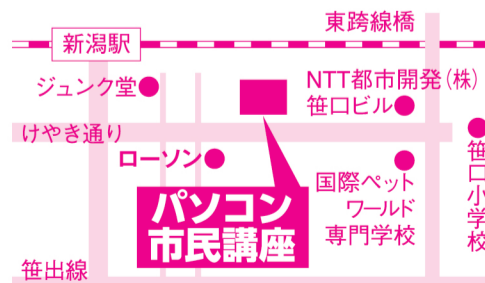 東跨線橋
新潟駅
ジュンク堂
NTT都市開発(株)
笹口ビル
けやき通り
ローソン
笹口小学校
国際ペット
ワールド
専門学校
パソコン
市民講座
笹出線